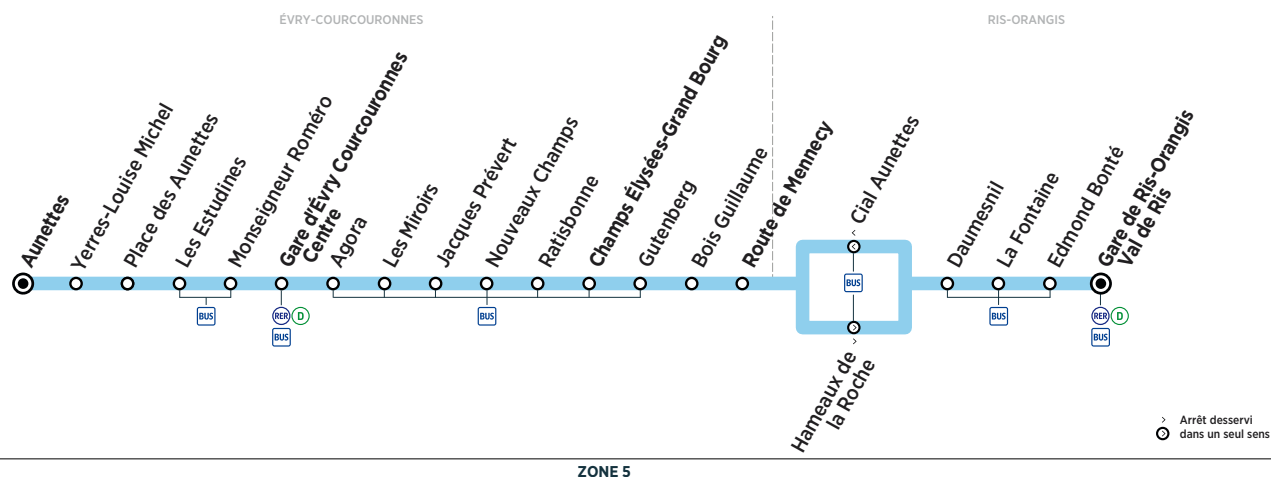 ÉVRY-COURCOURONNES
RIS-ORANGIS
Aunettes
Yerres-Louise Michel
Place des Aunettes
Les Estudines
Monseigneur Roméro
Gare d'Évry Courcouronnes
Centre
Agora
Les Miroirs
Jacques Prévert
Nouveaux Champs
Ratisbonne
Champs Élysées-Grand Bourg
Gutenberg
Bois Guillaume
Route de Mennecy
Cial Aunettes
Hameaux de
la Roche
Daumesnil
La Fontaine
Edmond Bonté
Gare de Ris-Orangis
Val de Ris
BUS
RER D
BUS
BUS
BUS
BUS
RER D
BUS
> Arrêt desservi
dans un seul sens
ZONE 5